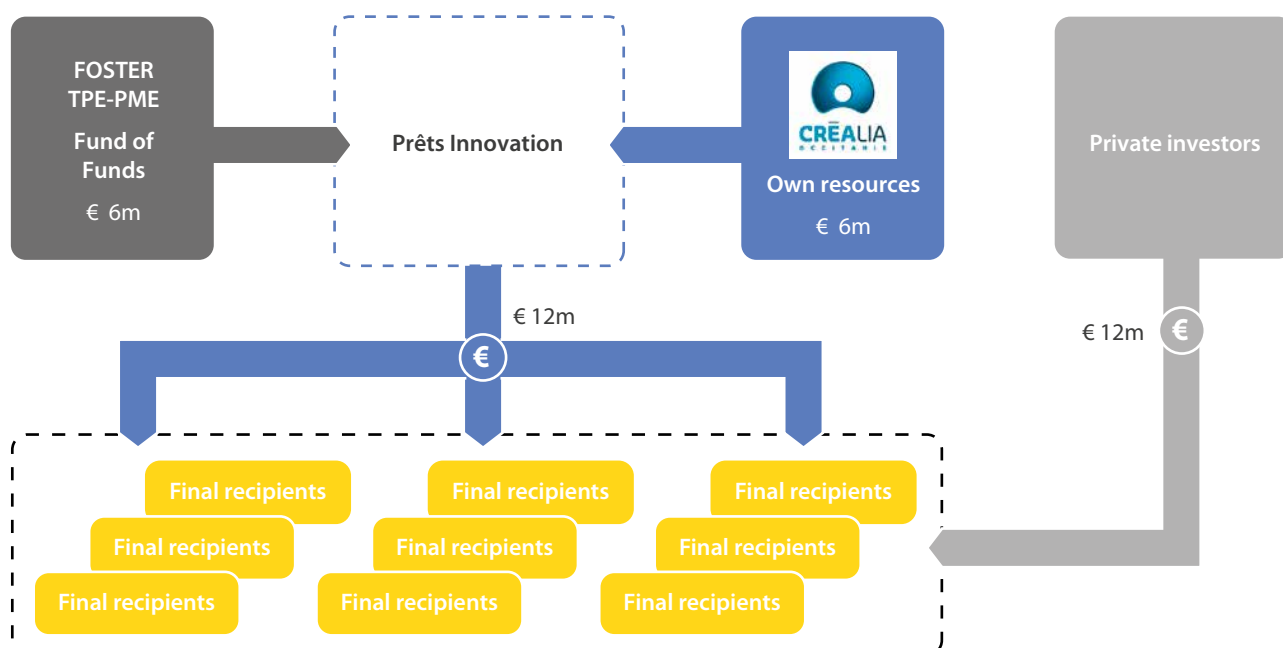 FOSTER
TPE-PME
Fund of
Funds
€ 6m
Prêts Innovation
CRĒALIA
OCCITANIE
Own resources
€ 6m
Private investors
€ 12m
€
€ 12m
€
Final recipients
Final recipients
Final recipients
Final recipients
Final recipients
Final recipients
Final recipients
Final recipients
Final recipients